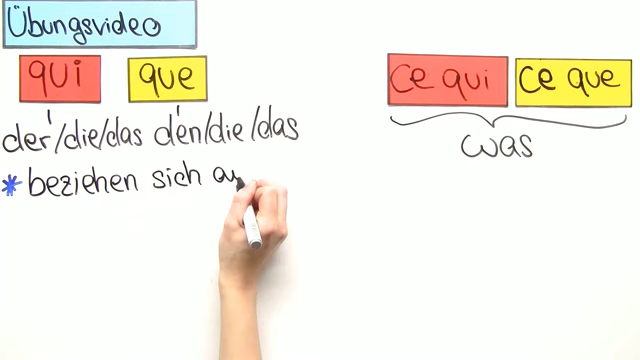 Übungsvideo
qui que
der/die/das den/die/das
* beziehen sich au
ce qui ce que
was